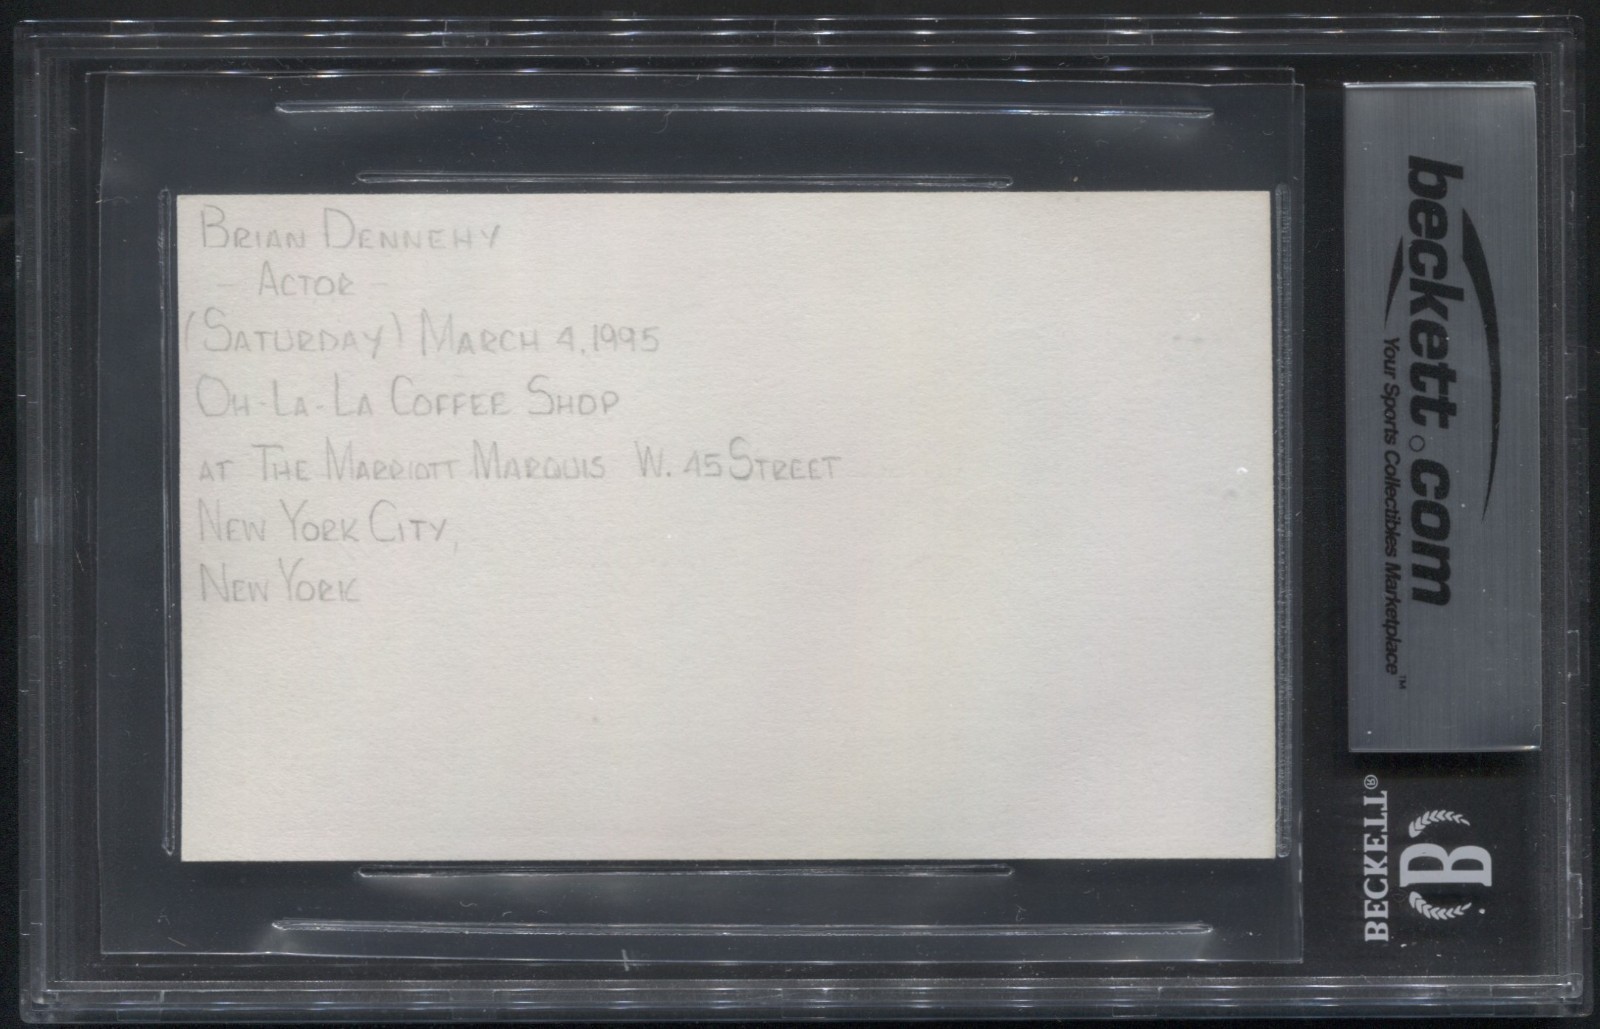 BRIAN DENNEHY
- ACTOR -
(SATURDAY) MARCH 4, 1995
OH-LA-LA COFFEE SHOP
AT THE MARRIOTT MARQUIS W. 45 STREET
NEW YORK CITY,
NEW YORK
beckett.com
Your Sports Collectibles Marketplace™
BECKETT®
B